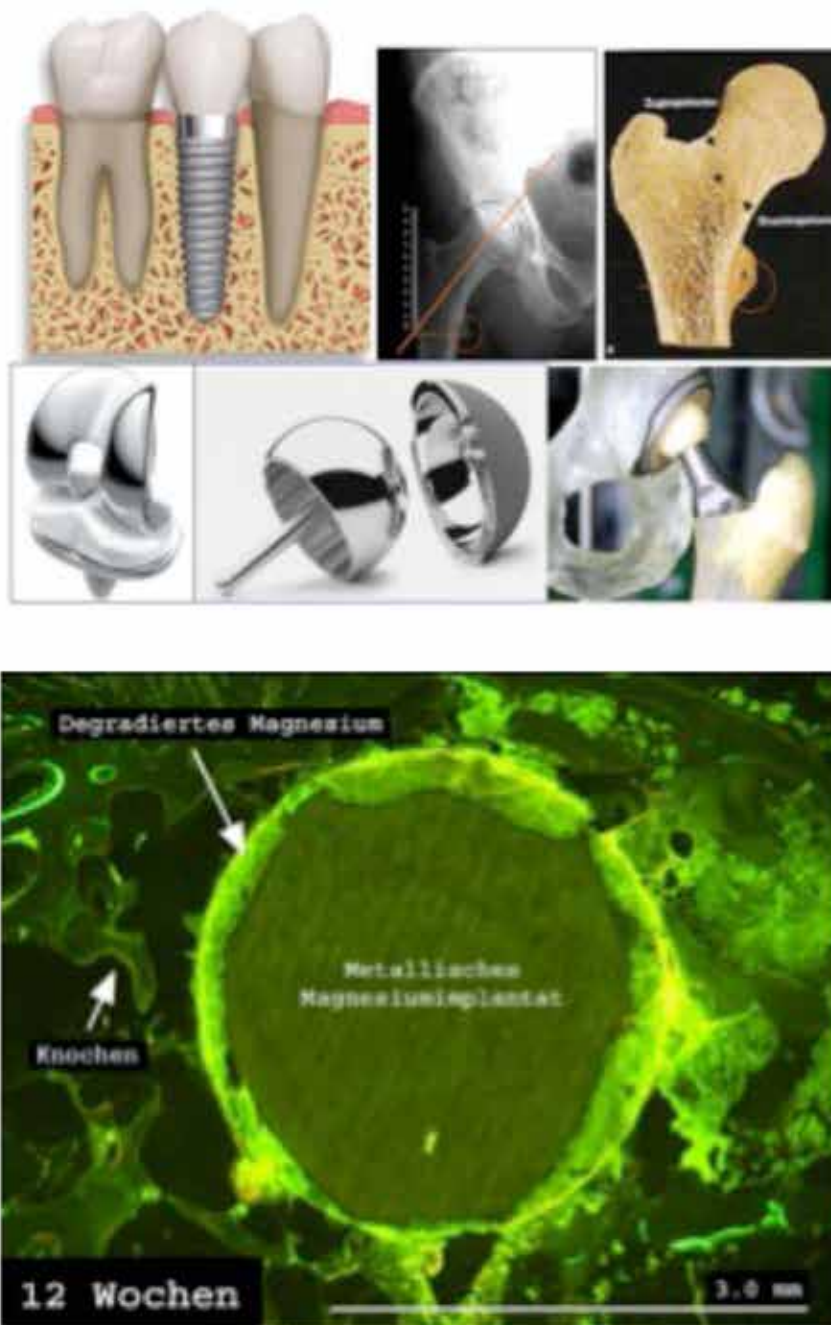 Degradiertes Magnesium
Metallisches
Magnesiumimplantat
Knochen
12 Wochen
3.0 mm